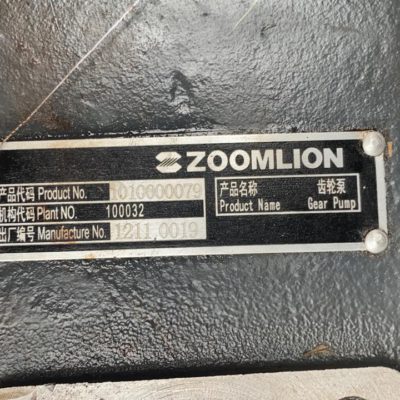 ZOOMLION
产品代码 Product No. 1010000079
机构代码 Plant NO. 100032
出厂编号 Manufacture No. 1211.0019
产品名称 齿轮泵
Product Name Gear Pump